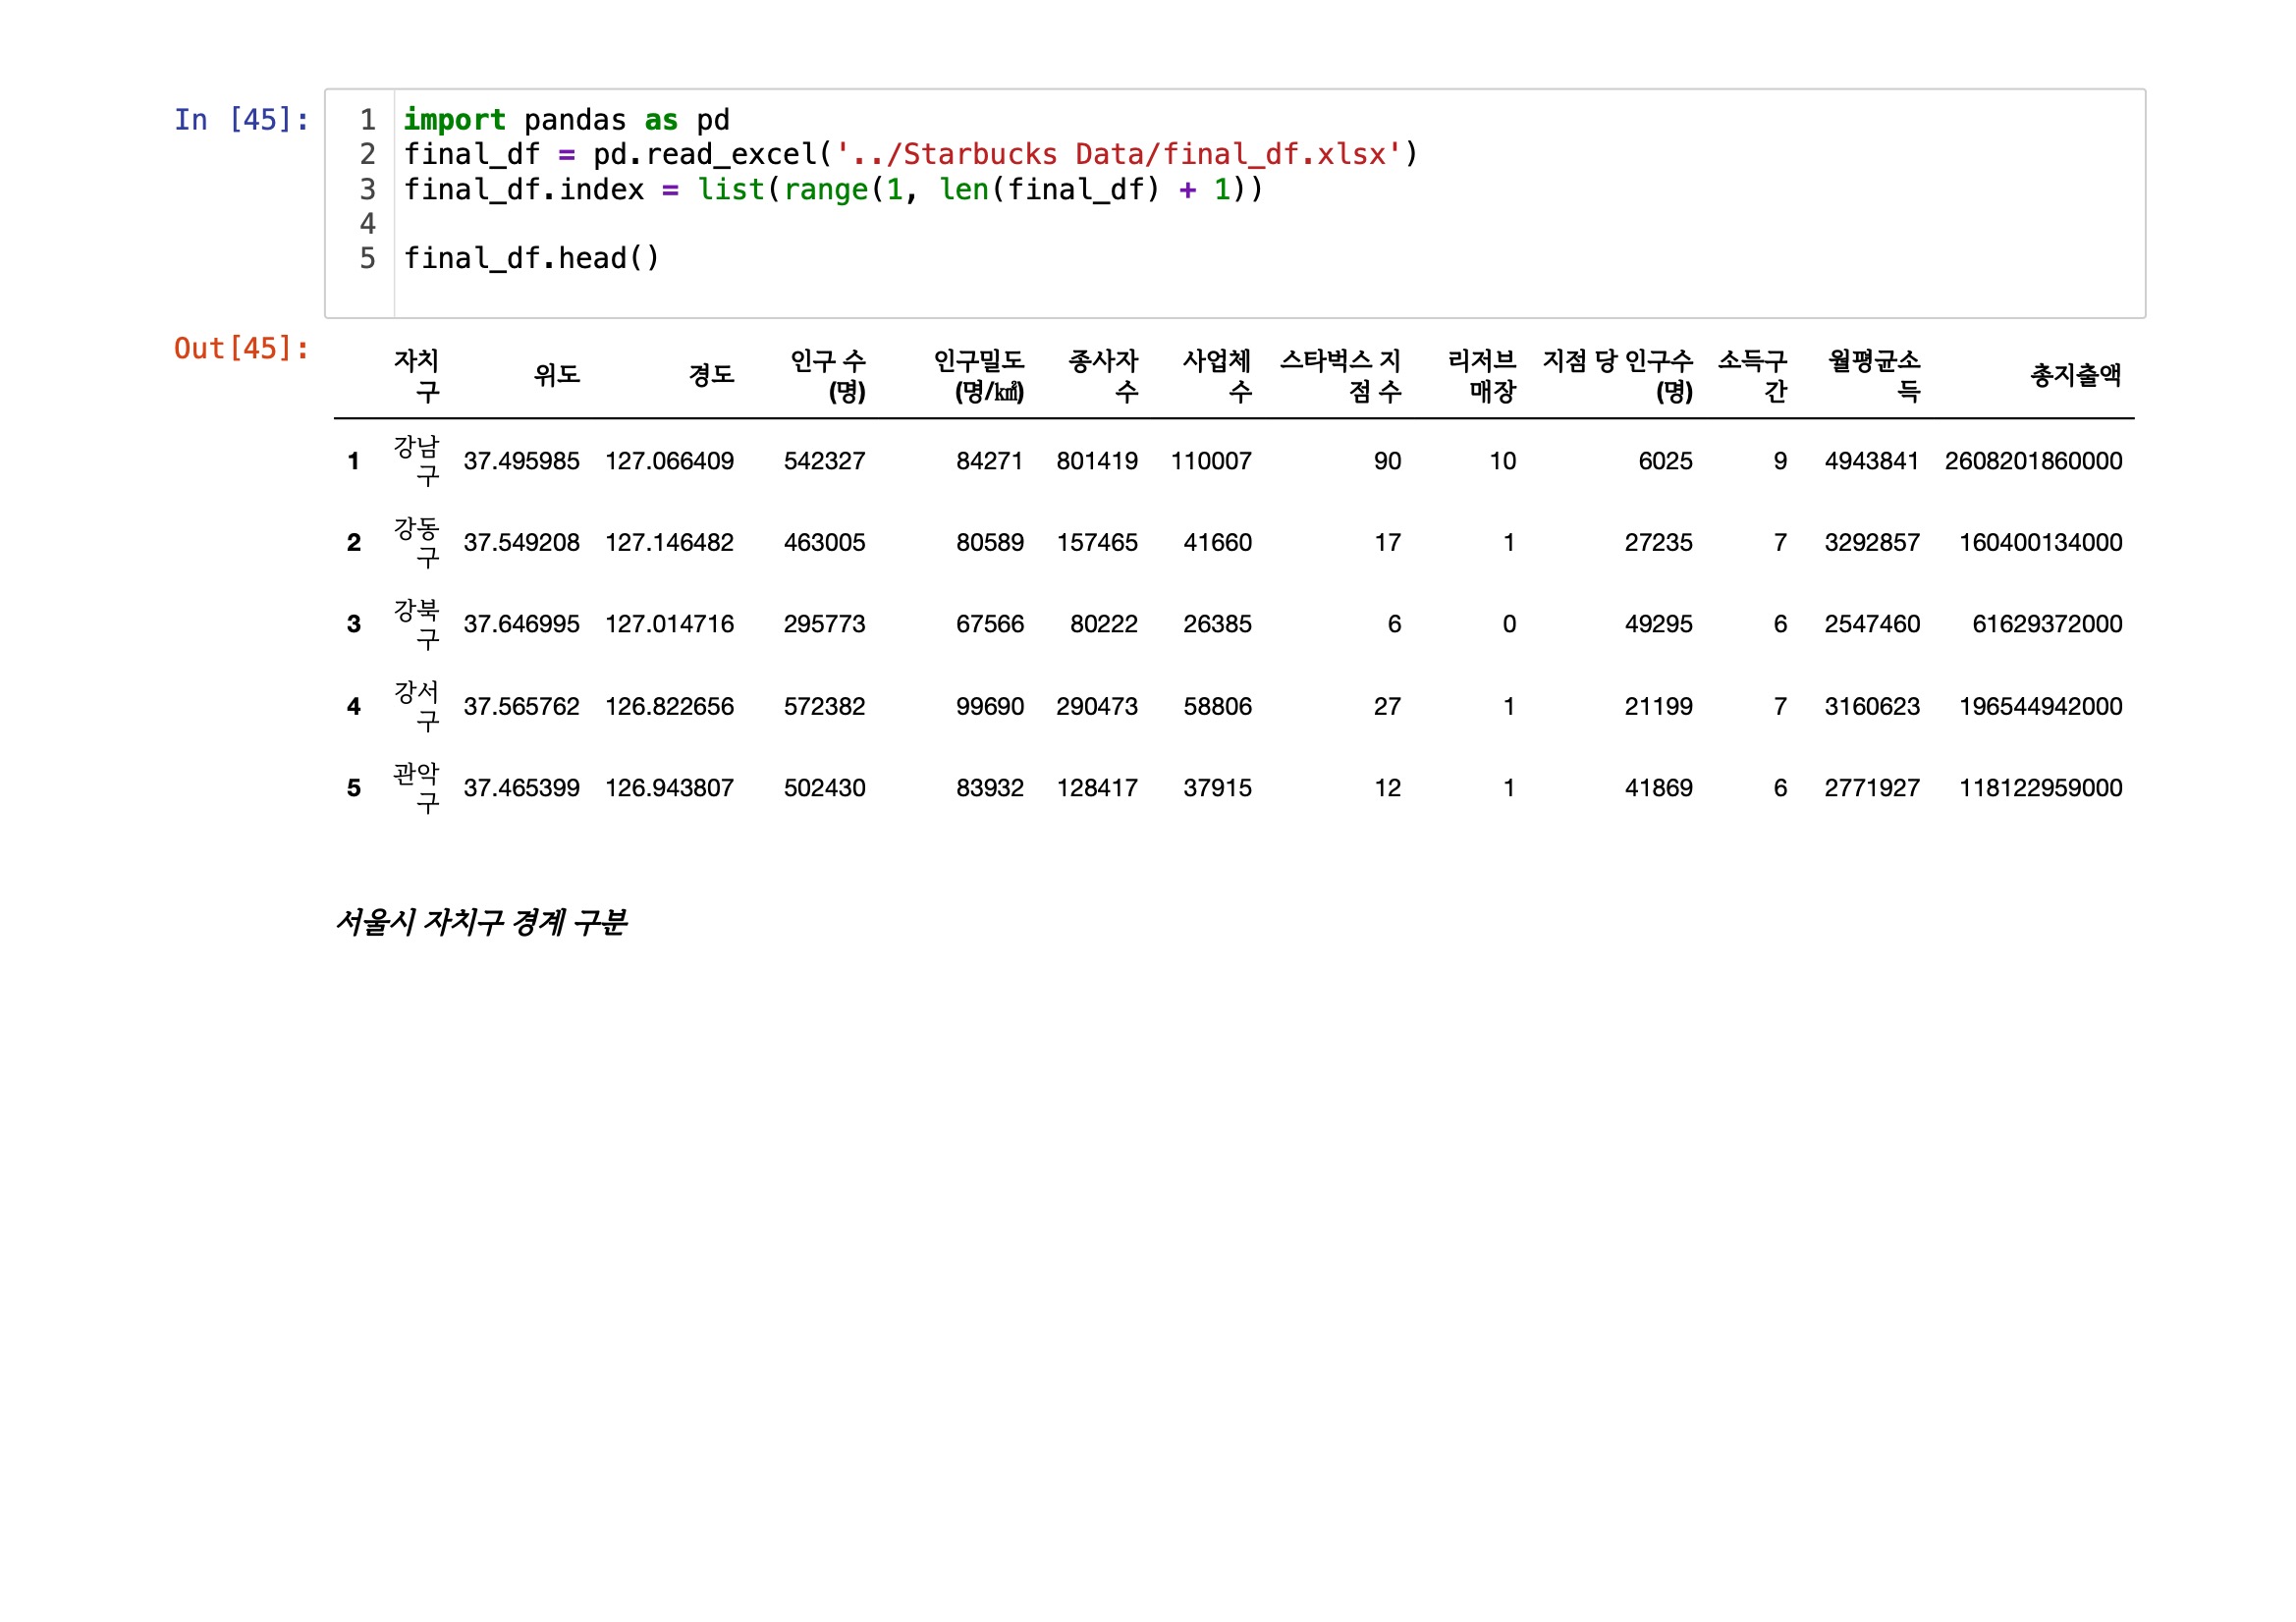 In [45]:
1 import pandas as pd
2 final_df = pd.read_excel('../Starbucks Data/final_df.xlsx')
3 final_df.index = list(range(1, len(final_df) + 1))
4
5 final_df.head()
Out[45]:
자치구 위도 경도 인구 수(명) 인구밀도(명/㎢) 종사자수 사업체수 스타벅스 지점 수 리저브매장 지점 당 인구수(명) 소득구간 월평균소득 총지출액
1 강남구 37.495985 127.066409 542327 84271 801419 110007 90 10 6025 9 4943841 2608201860000
2 강동구 37.549208 127.146482 463005 80589 157465 41660 17 1 27235 7 3292857 160400134000
3 강북구 37.646995 127.014716 295773 67566 80222 26385 6 0 49295 6 2547460 61629372000
4 강서구 37.565762 126.822656 572382 99690 290473 58806 27 1 21199 7 3160623 196544942000
5 관악구 37.465399 126.943807 502430 83932 128417 37915 12 1 41869 6 2771927 118122959000
서울시 자치구 경계 구분